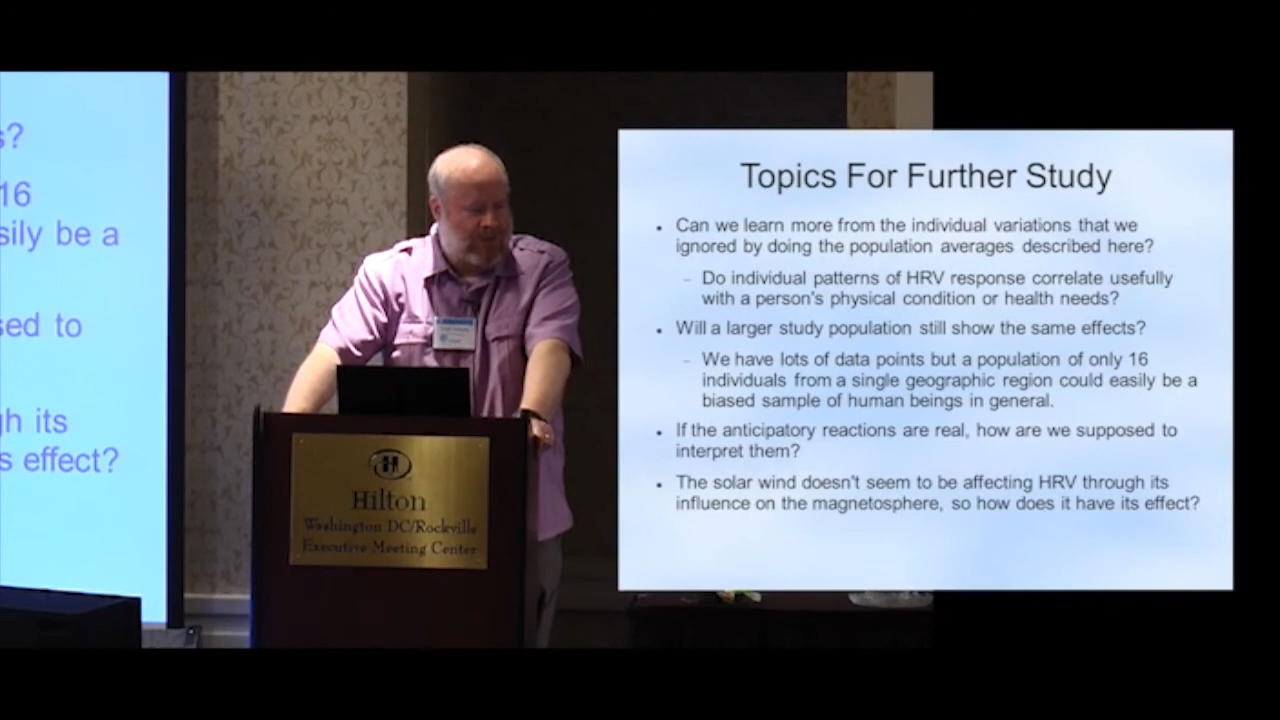 s?
16
sily be a
sed to
gh its
s effect?
Hilton
Washington DC/Rockville
Executive Meeting Center
Topics For Further Study
• Can we learn more from the individual variations that we
ignored by doing the population averages described here?
– Do individual patterns of HRV response correlate usefully
with a person's physical condition or health needs?
• Will a larger study population still show the same effects?
– We have lots of data points but a population of only 16
individuals from a single geographic region could easily be a
biased sample of human beings in general.
• If the anticipatory reactions are real, how are we supposed to
interpret them?
• The solar wind doesn't seem to be affecting HRV through its
influence on the magnetosphere, so how does it have its effect?